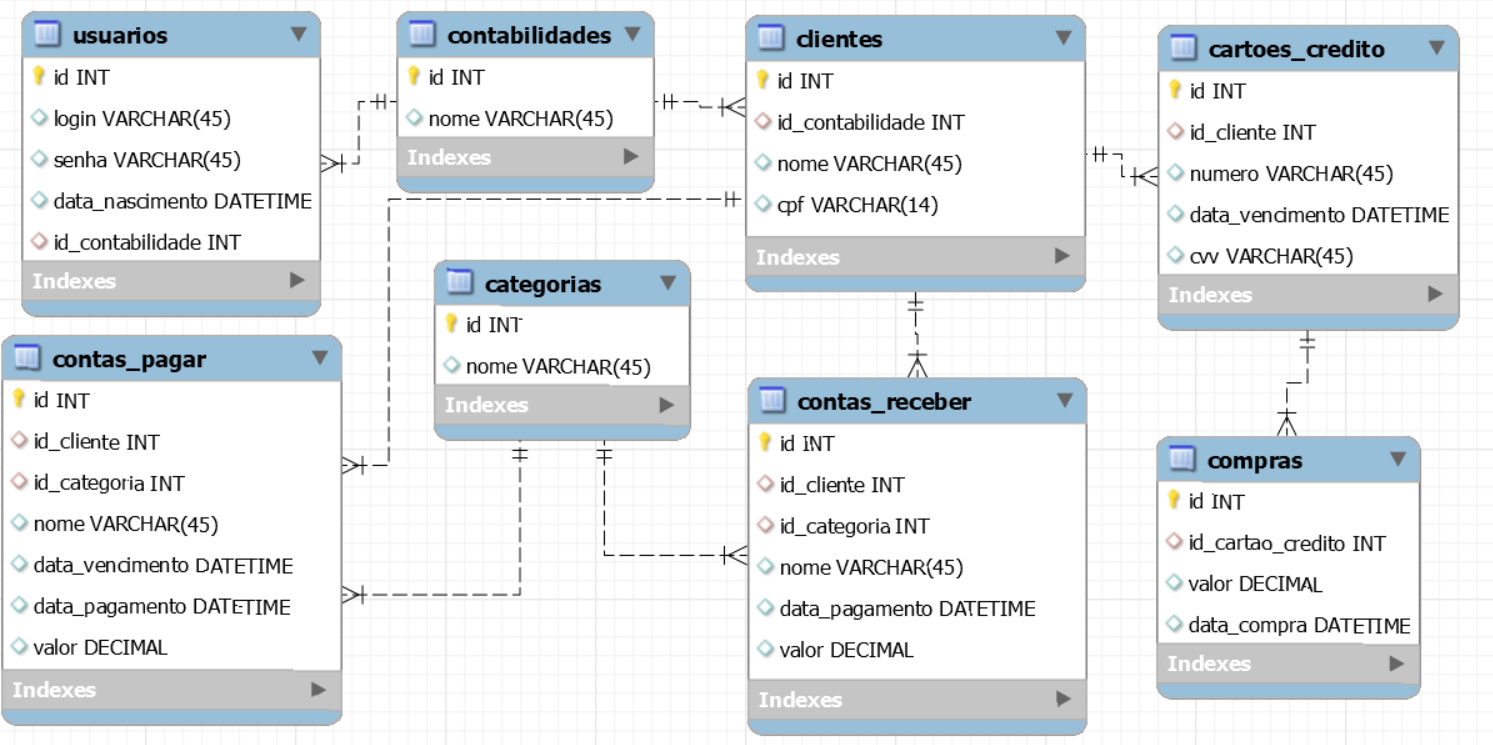 usuarios
id INT
login VARCHAR(45)
senha VARCHAR(45)
data_nascimento DATETIME
id_contabilidade INT
Indexes
contabilidades
id INT
nome VARCHAR(45)
Indexes
clientes
id INT
id_contabilidade INT
nome VARCHAR(45)
cpf VARCHAR(14)
Indexes
cartoes_credito
id INT
id_cliente INT
numero VARCHAR(45)
data_vencimento DATETIME
cvv VARCHAR(45)
Indexes
contas_pagar
id INT
id_cliente INT
id_categoria INT
nome VARCHAR(45)
data_vencimento DATETIME
data_pagamento DATETIME
valor DECIMAL
Indexes
categorias
id INT
nome VARCHAR(45)
Indexes
contas_receber
id INT
id_cliente INT
id_categoria INT
nome VARCHAR(45)
data_pagamento DATETIME
valor DECIMAL
Indexes
compras
id INT
id_cartao_credito INT
valor DECIMAL
data_compra DATETIME
Indexes